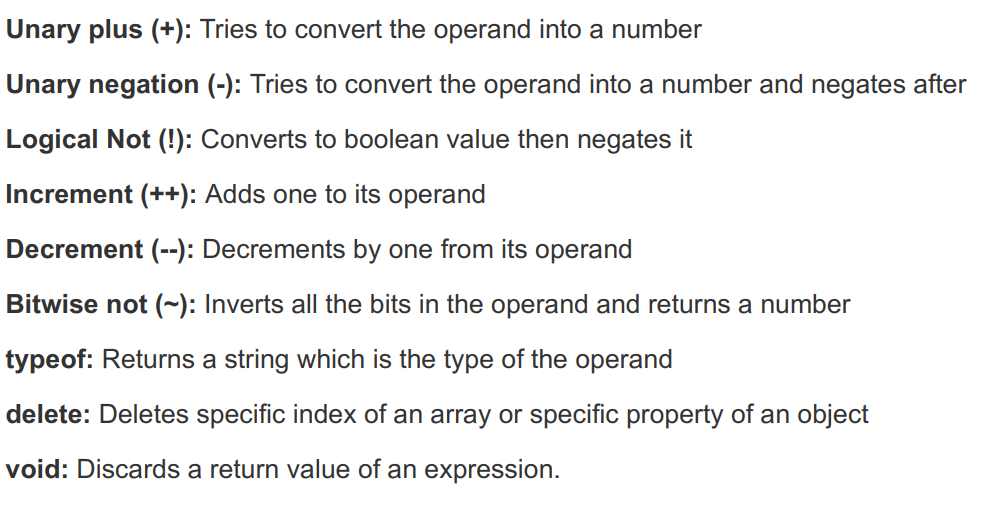 Unary plus (+): Tries to convert the operand into a number
Unary negation (-): Tries to convert the operand into a number and negates after
Logical Not (!): Converts to boolean value then negates it
Increment (++): Adds one to its operand
Decrement (--): Decrements by one from its operand
Bitwise not (~): Inverts all the bits in the operand and returns a number
typeof: Returns a string which is the type of the operand
delete: Deletes specific index of an array or specific property of an object
void: Discards a return value of an expression.